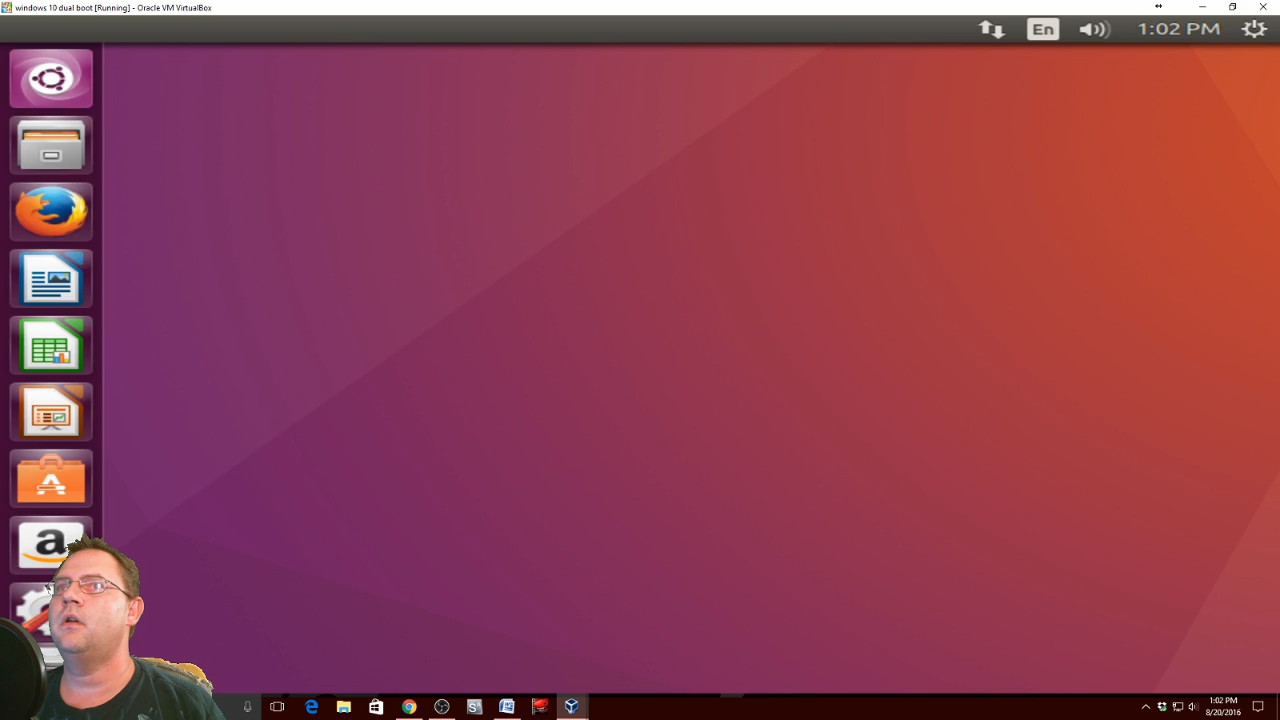 windows 10 dual boot [Running] - Oracle VM VirtualBox
En
1:02 PM
a
1:02 PM
8/20/2016